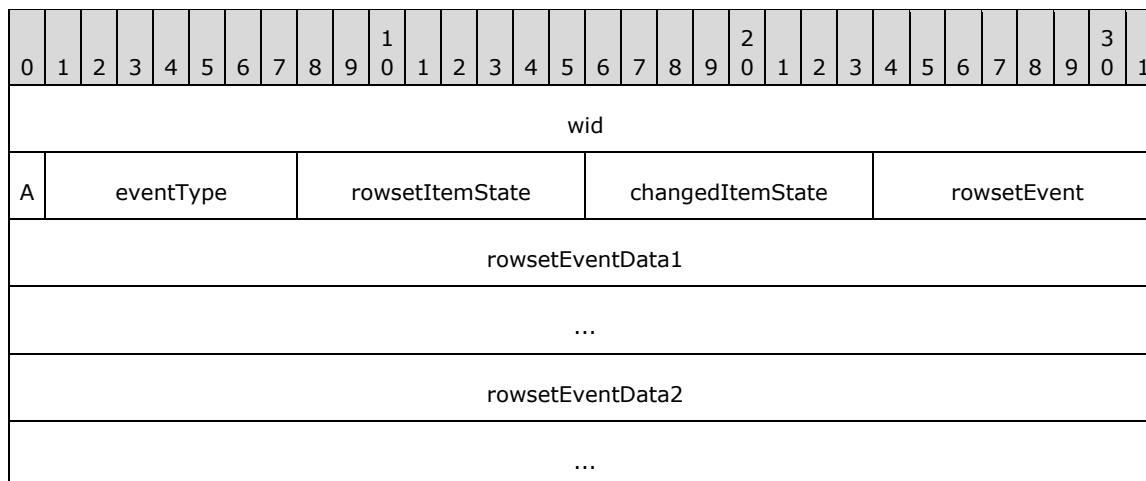 0 1 2 3 4 5 6 7 8 9 1 0 1 2 3 4 5 6 7 8 9 2 0 1 2 3 4 5 6 7 8 9 3 0 1
wid
A eventType rowsetItemState changedItemState rowsetEvent
rowsetEventData1
...
rowsetEventData2
...